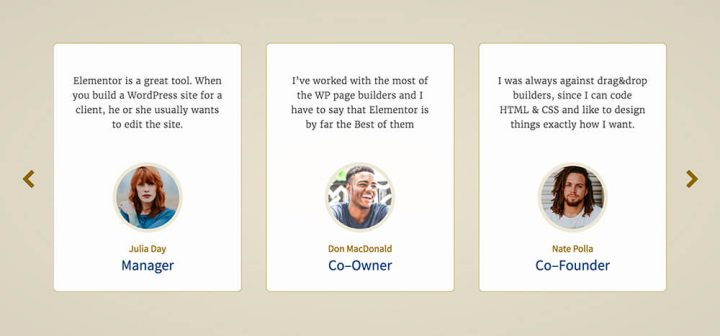 Elementor is a great tool. When
you build a WordPress site for a
client, he or she usually wants
to edit the site.
Julia Day
Manager
I've worked with the most of
the WP page builders and I
have to say that Elementor is
by far the Best of them
Don MacDonald
Co-Owner
I was always against drag&drop
builders, since I can code
HTML & CSS and like to design
things exactly how I want.
Nate Polla
Co-Founder